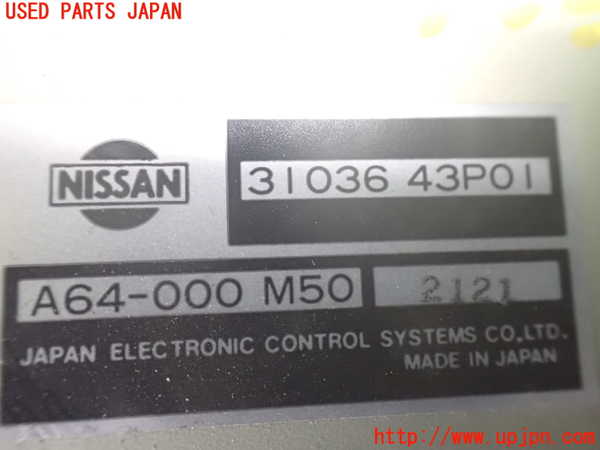 USED PARTS JAPAN
NISSAN
31036 43P01
A64-000 M50 2121
JAPAN ELECTRONIC CONTROL SYSTEMS CO.,LTD.
MADE IN JAPAN
http://www.upjpn.com/